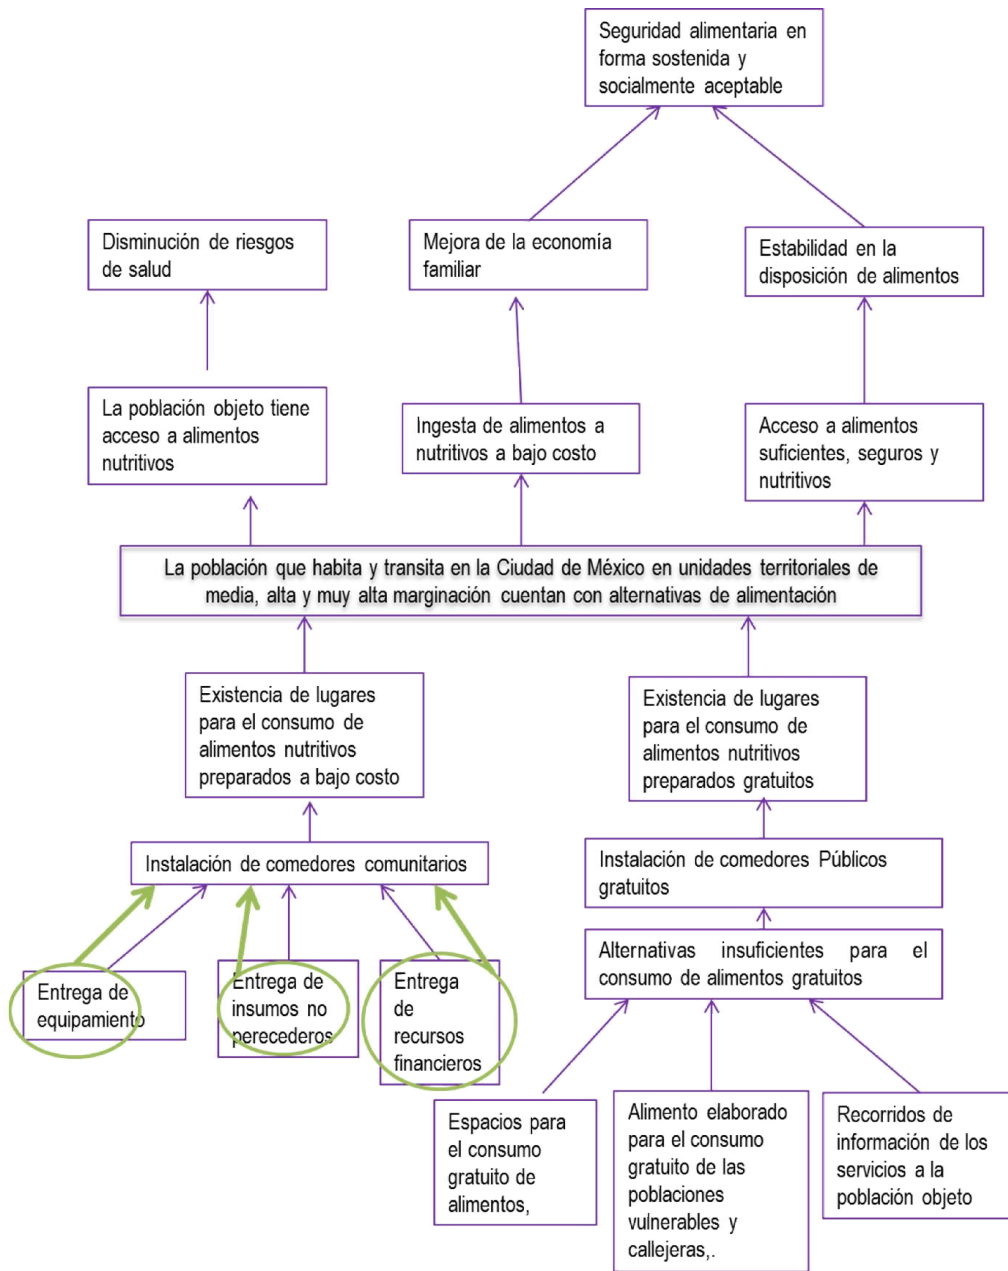 Seguridad alimentaria en
forma sostenida y
socialmente aceptable
Disminución de riesgos
de salud
Mejora de la economía
familiar
Estabilidad en la
disposición de alimentos
La población objeto tiene
acceso a alimentos
nutritivos
Ingesta de alimentos a
nutritivos a bajo costo
Acceso a alimentos
suficientes, seguros y
nutritivos
La población que habita y transita en la Ciudad de México en unidades territoriales de
media, alta y muy alta marginación cuentan con alternativas de alimentación
Existencia de lugares
para el consumo de
alimentos nutritivos
preparados a bajo costo
Existencia de lugares
para el consumo de
alimentos nutritivos
preparados gratuitos
Instalación de comedores comunitarios
Instalación de comedores Públicos
gratuitos
Alternativas insuficientes para el
consumo de alimentos gratuitos
Entrega de
equipamiento
Entrega de
insumos no
perecederos
Entrega
de
recursos
financieros
Espacios para
el consumo
gratuito de
alimentos,
Alimento elaborado
para el consumo
gratuito de las
poblaciones
vulnerables y
callejeras,.
Recorridos de
información de los
servicios a la
población objeto